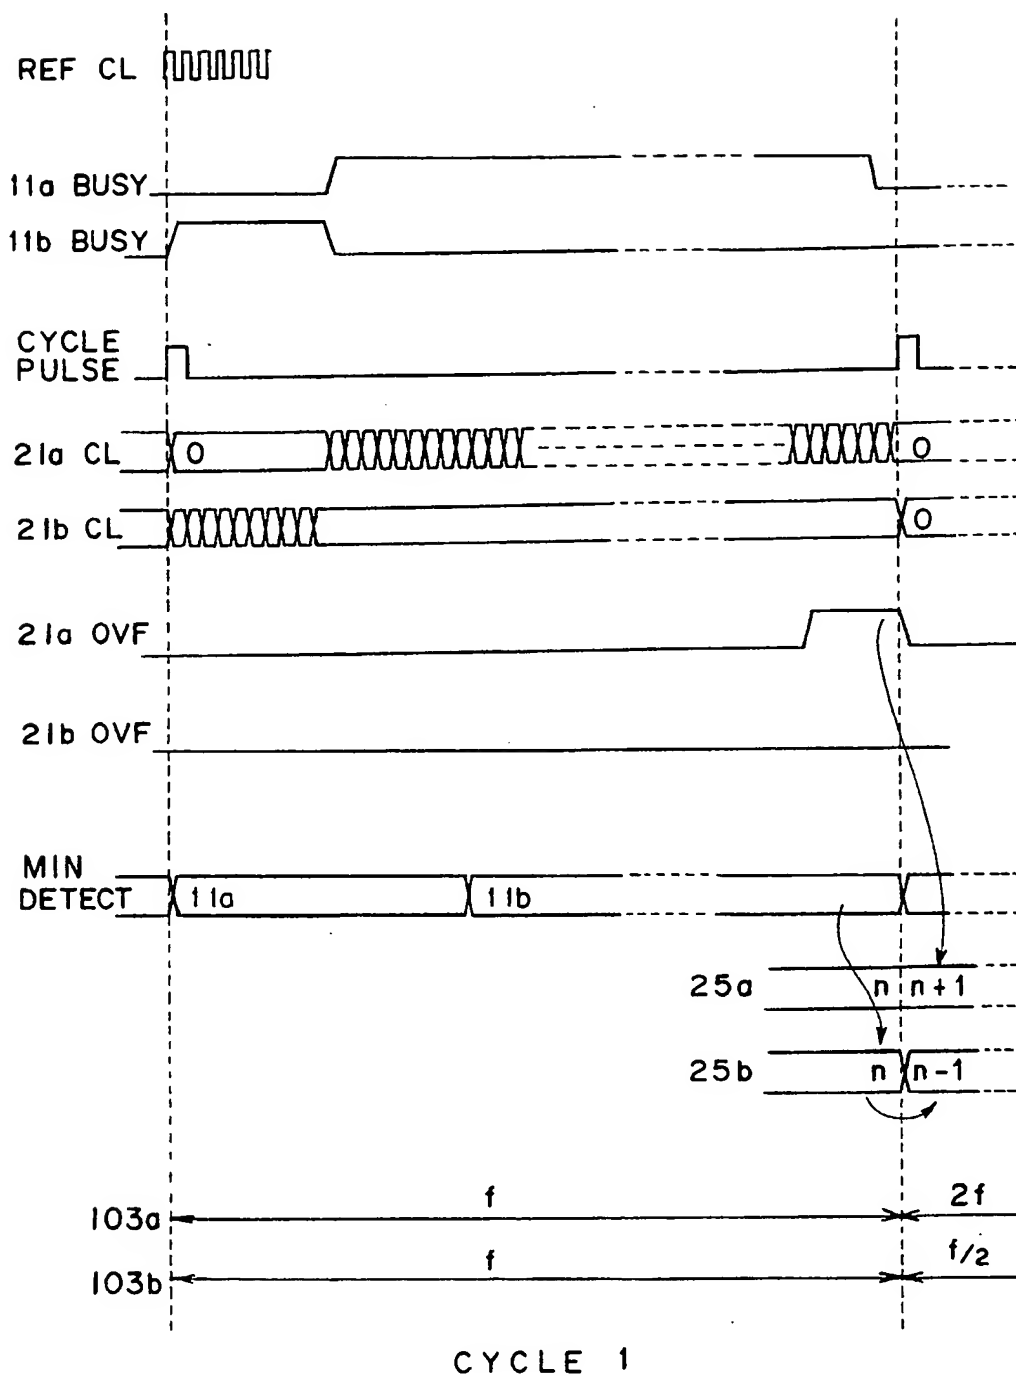 REF CL
11a BUSY
11b BUSY
CYCLE
PULSE
21a CL 0 0
21b CL 0
21a OVF
21b OVF
MIN
DETECT 11a 11b
25a n n+1
25b n n-1
103a f 2f
103b f f/2
CYCLE 1